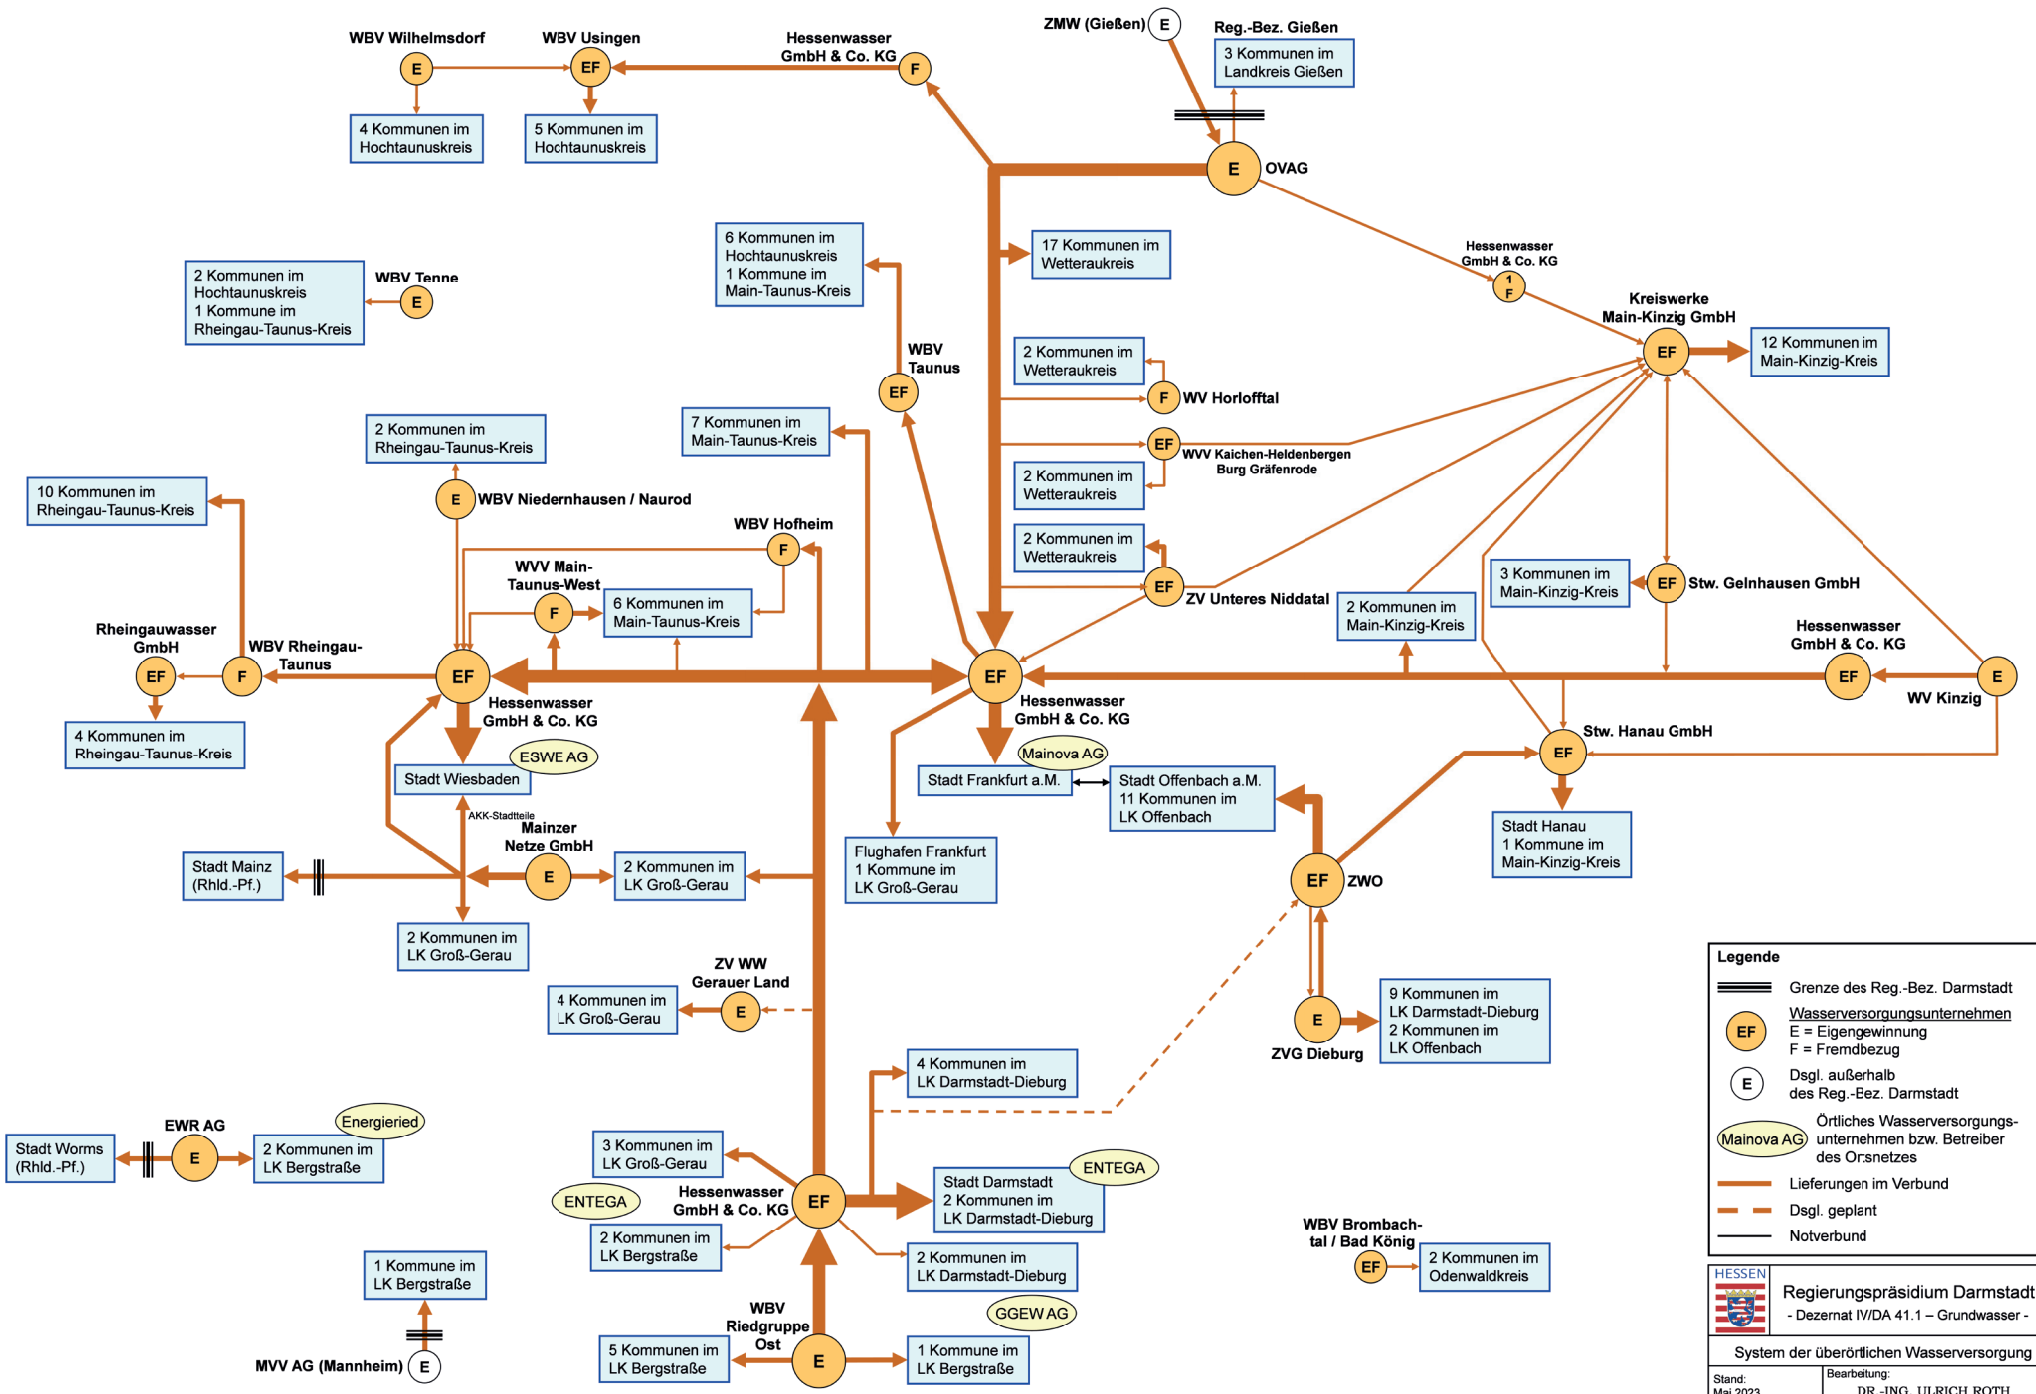 ZMW (Gießen)
E
Reg.-Bez. Gießen
3 Kommunen im
Landkreis Gießen
WBV Wilhelmsdorf
E
WBV Usingen
EF
Hessenwasser
GmbH & Co. KG
F
4 Kommunen im
Hochtaunuskreis
5 Kommunen im
Hochtaunuskreis
E
OVAG
6 Kommunen im
Hochtaunuskreis
1 Kommune im
Main-Taunus-Kreis
17 Kommunen im
Wetteraukreis
Hessenwasser
GmbH & Co. KG
1
F
2 Kommunen im
Hochtaunuskreis
1 Kommune im
Rheingau-Taunus-Kreis
WBV Tenne
E
Kreiswerke
Main-Kinzig GmbH
EF
12 Kommunen im
Main-Kinzig-Kreis
WBV
Taunus
EF
2 Kommunen im
Wetteraukreis
F
WV Horlofftal
7 Kommunen im
Main-Taunus-Kreis
2 Kommunen im
Rheingau-Taunus-Kreis
EF
WVV Kaichen-Heldenbergen
Burg Gräfenrode
2 Kommunen im
Wetteraukreis
10 Kommunen im
Rheingau-Taunus-Kreis
E
WBV Niedernhausen / Naurod
WBV Hofheim
F
2 Kommunen im
Wetteraukreis
EF
ZV Unteres Niddatal
WVV Main-
Taunus-West
F
6 Kommunen im
Main-Taunus-Kreis
3 Kommunen im
Main-Kinzig-Kreis
EF
Stw. Gelnhausen GmbH
2 Kommunen im
Main-Kinzig-Kreis
Rheingauwasser
GmbH
EF
WBV Rheingau-
Taunus
F
EF
Hessenwasser
GmbH & Co. KG
EF
Hessenwasser
GmbH & Co. KG
Hessenwasser
GmbH & Co. KG
EF
E
WV Kinzig
4 Kommunen im
Rheingau-Taunus-Kreis
ESWE AG
Stadt Wiesbaden
Mainova AG
Stadt Frankfurt a.M.
Stadt Offenbach a.M.
11 Kommunen im
LK Offenbach
Stw. Hanau GmbH
EF
AKK-Stadtteile
Mainzer
Netze GmbH
E
Stadt Mainz
(Rhld.-Pf.)
2 Kommunen im
LK Groß-Gerau
Flughafen Frankfurt
1 Kommune im
LK Groß-Gerau
Stadt Hanau
1 Kommune im
Main-Kinzig-Kreis
EF
ZWO
2 Kommunen im
LK Groß-Gerau
ZV WW
Gerauer Land
E
4 Kommunen im
LK Groß-Gerau
E
ZVG Dieburg
9 Kommunen im
LK Darmstadt-Dieburg
2 Kommunen im
LK Offenbach
4 Kommunen im
LK Darmstadt-Dieburg
EWR AG
E
Energieried
Stadt Worms
(Rhld.-Pf.)
2 Kommunen im
LK Bergstraße
3 Kommunen im
LK Groß-Gerau
Hessenwasser
GmbH & Co. KG
EF
ENTEGA
ENTEGA
Stadt Darmstadt
2 Kommunen im
LK Darmstadt-Dieburg
2 Kommunen im
LK Bergstraße
2 Kommunen im
LK Darmstadt-Dieburg
WBV Brombach-
tal / Bad König
EF
2 Kommunen im
Odenwaldkreis
1 Kommune im
LK Bergstraße
MVV AG (Mannheim)
E
GGEW AG
WBV
Riedgruppe
Ost
E
5 Kommunen im
LK Bergstraße
1 Kommune im
LK Bergstraße
Legende
Grenze des Reg.-Bez. Darmstadt
EF
Wasserversorgungsunternehmen
E = Eigengewinnung
F = Fremdbezug
E
Dsgl. außerhalb
des Reg.-Bez. Darmstadt
Mainova AG
Örtliches Wasserversorgungs-
unternehmen bzw. Betreiber
des Ortsnetzes
Lieferungen im Verbund
Dsgl. geplant
Notverbund
HESSEN
Regierungspräsidium Darmstadt
- Dezernat IV/DA 41.1 – Grundwasser -
System der überörtlichen Wasserversorgung
Stand:
Mai 2023
Bearbeitung:
DR.-ING. ULRICH ROTH